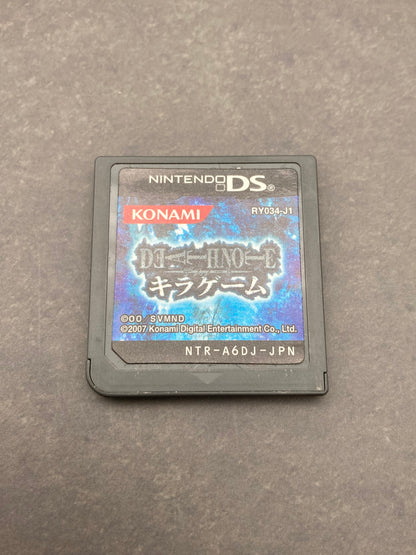 NINTENDO DS®
KONAMI
RY034-J1
DEATH NOTE
キラゲーム
©OO・SVMND
©2007 Konami Digital Entertainment Co., Ltd.
NTR-A6DJ-JPN